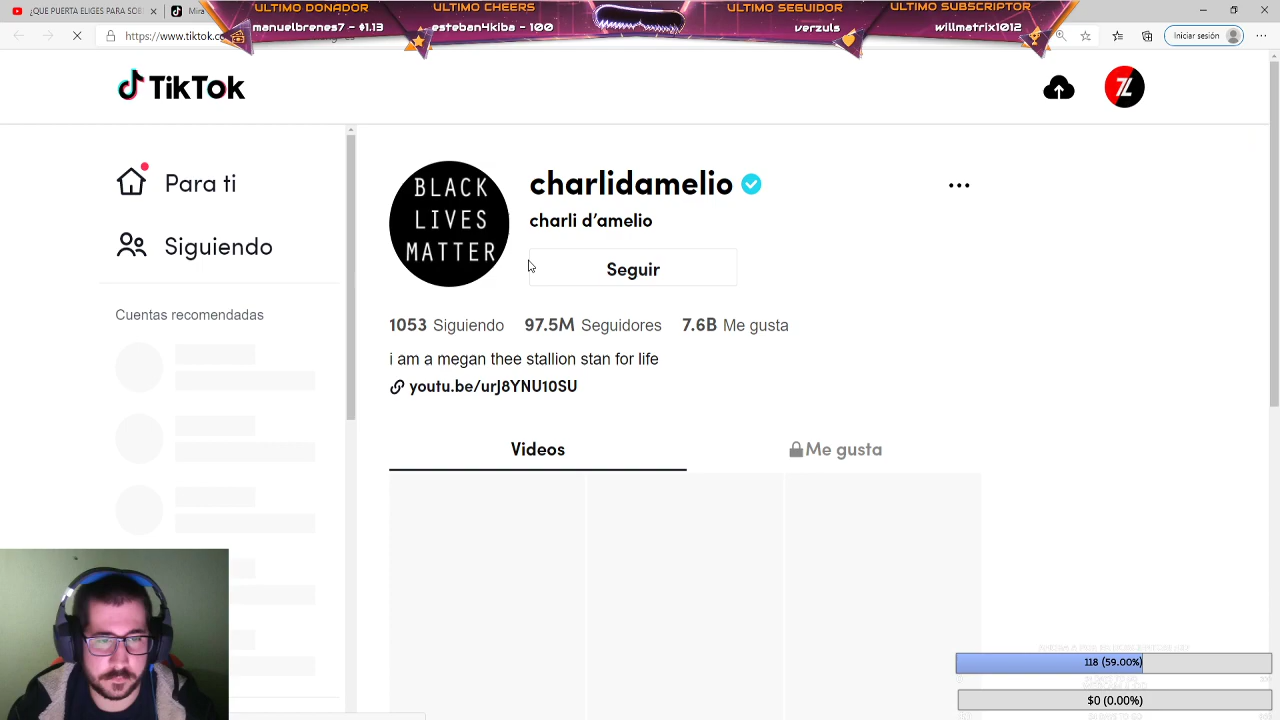 ULTIMO DONADOR
ULTIMO CHEERS
ULTIMO SEGUIDOR
ULTIMO SUBSCRIPTOR
manuelbrenes7 - $1.13
esteban4kiba - 100
verzuls
willmatrix1012
¿QUE PUERTA ELIGES PARA SOB
Mira
https://www.tiktok.c
Iniciar sesión
TikTok
Para ti
Siguiendo
Cuentas recomendadas
BLACK
LIVES
MATTER
charlidamelio
charli d’amelio
Seguir
1053 Siguiendo 97.5M Seguidores 7.6B Me gusta
i am a megan thee stallion stan for life
youtu.be/urJ8YNU10SU
Videos
Me gusta
118 (59.00%)
$0 (0.00%)